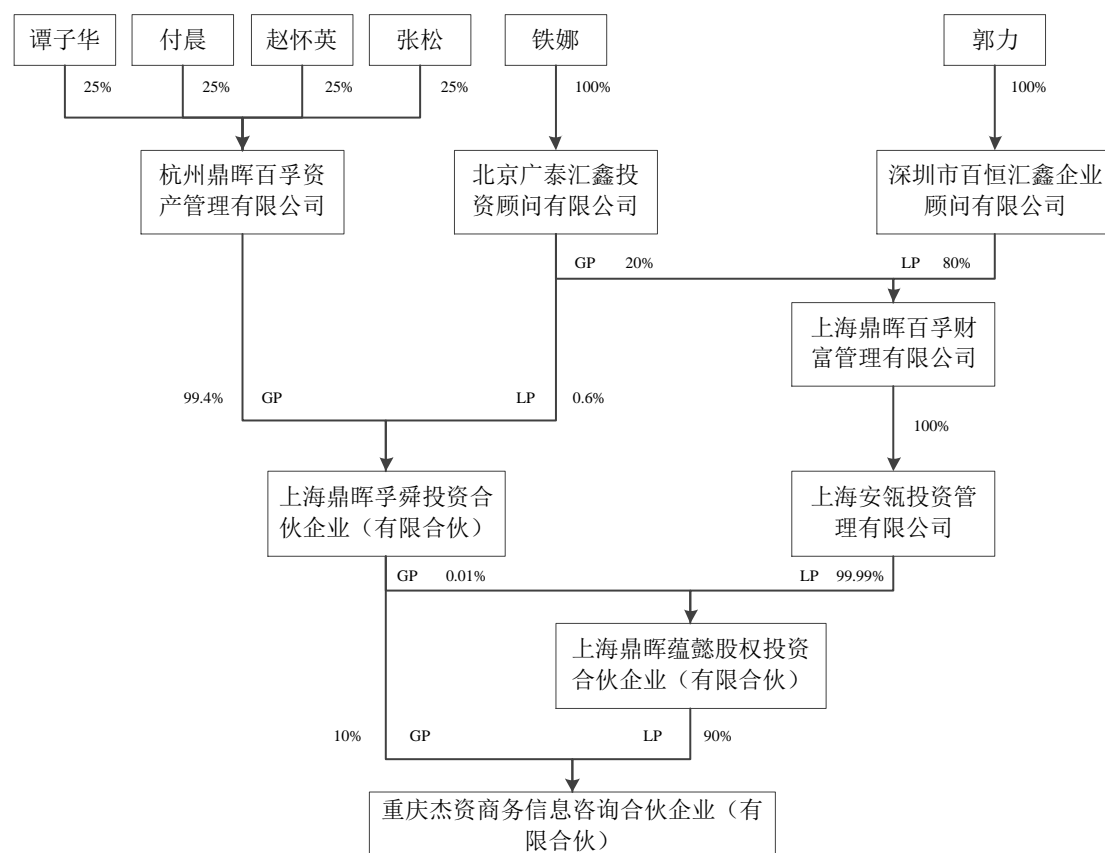 谭子华
付晨
赵怀英
张松
铁娜
郭力
25%
25%
25%
25%
100%
100%
杭州鼎晖百孚资
产管理有限公司
北京广泰汇鑫投
资顾问有限公司
深圳市百恒汇鑫企业
顾问有限公司
GP 20%
LP 80%
上海鼎晖百孚财
富管理有限公司
99.4% GP
LP 0.6%
100%
上海鼎晖孚舜投资合
伙企业（有限合伙）
上海安瓴投资管
理有限公司
GP 0.01%
LP 99.99%
上海鼎晖蕴懿股权投资
合伙企业（有限合伙）
10% GP
LP 90%
重庆杰资商务信息咨询合伙企业（有
限合伙）